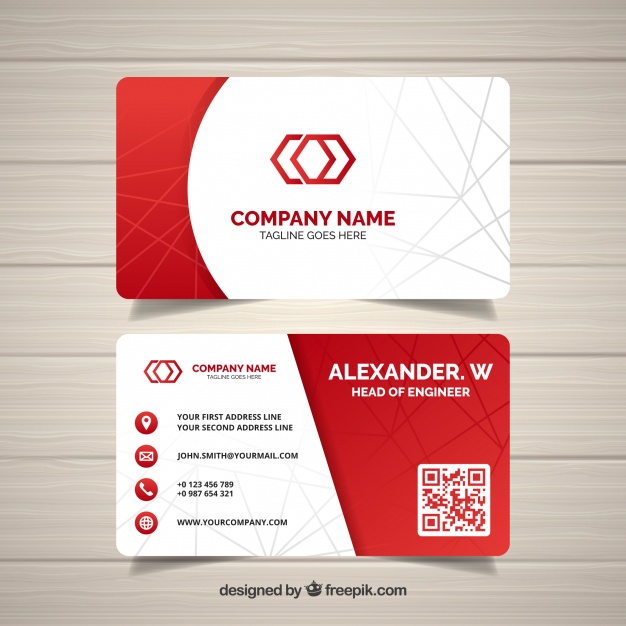 COMPANY NAME
TAGLINE GOES HERE
COMPANY NAME
TAGLINE GOES HERE
YOUR FIRST ADDRESS LINE
YOUR SECOND ADDRESS LINE
JOHN.SMITH@YOURMAIL.COM
+0 123 456 789
+0 987 654 321
WWW.YOURCOMPANY.COM
ALEXANDER. W
HEAD OF ENGINEER
designed by freepik.com